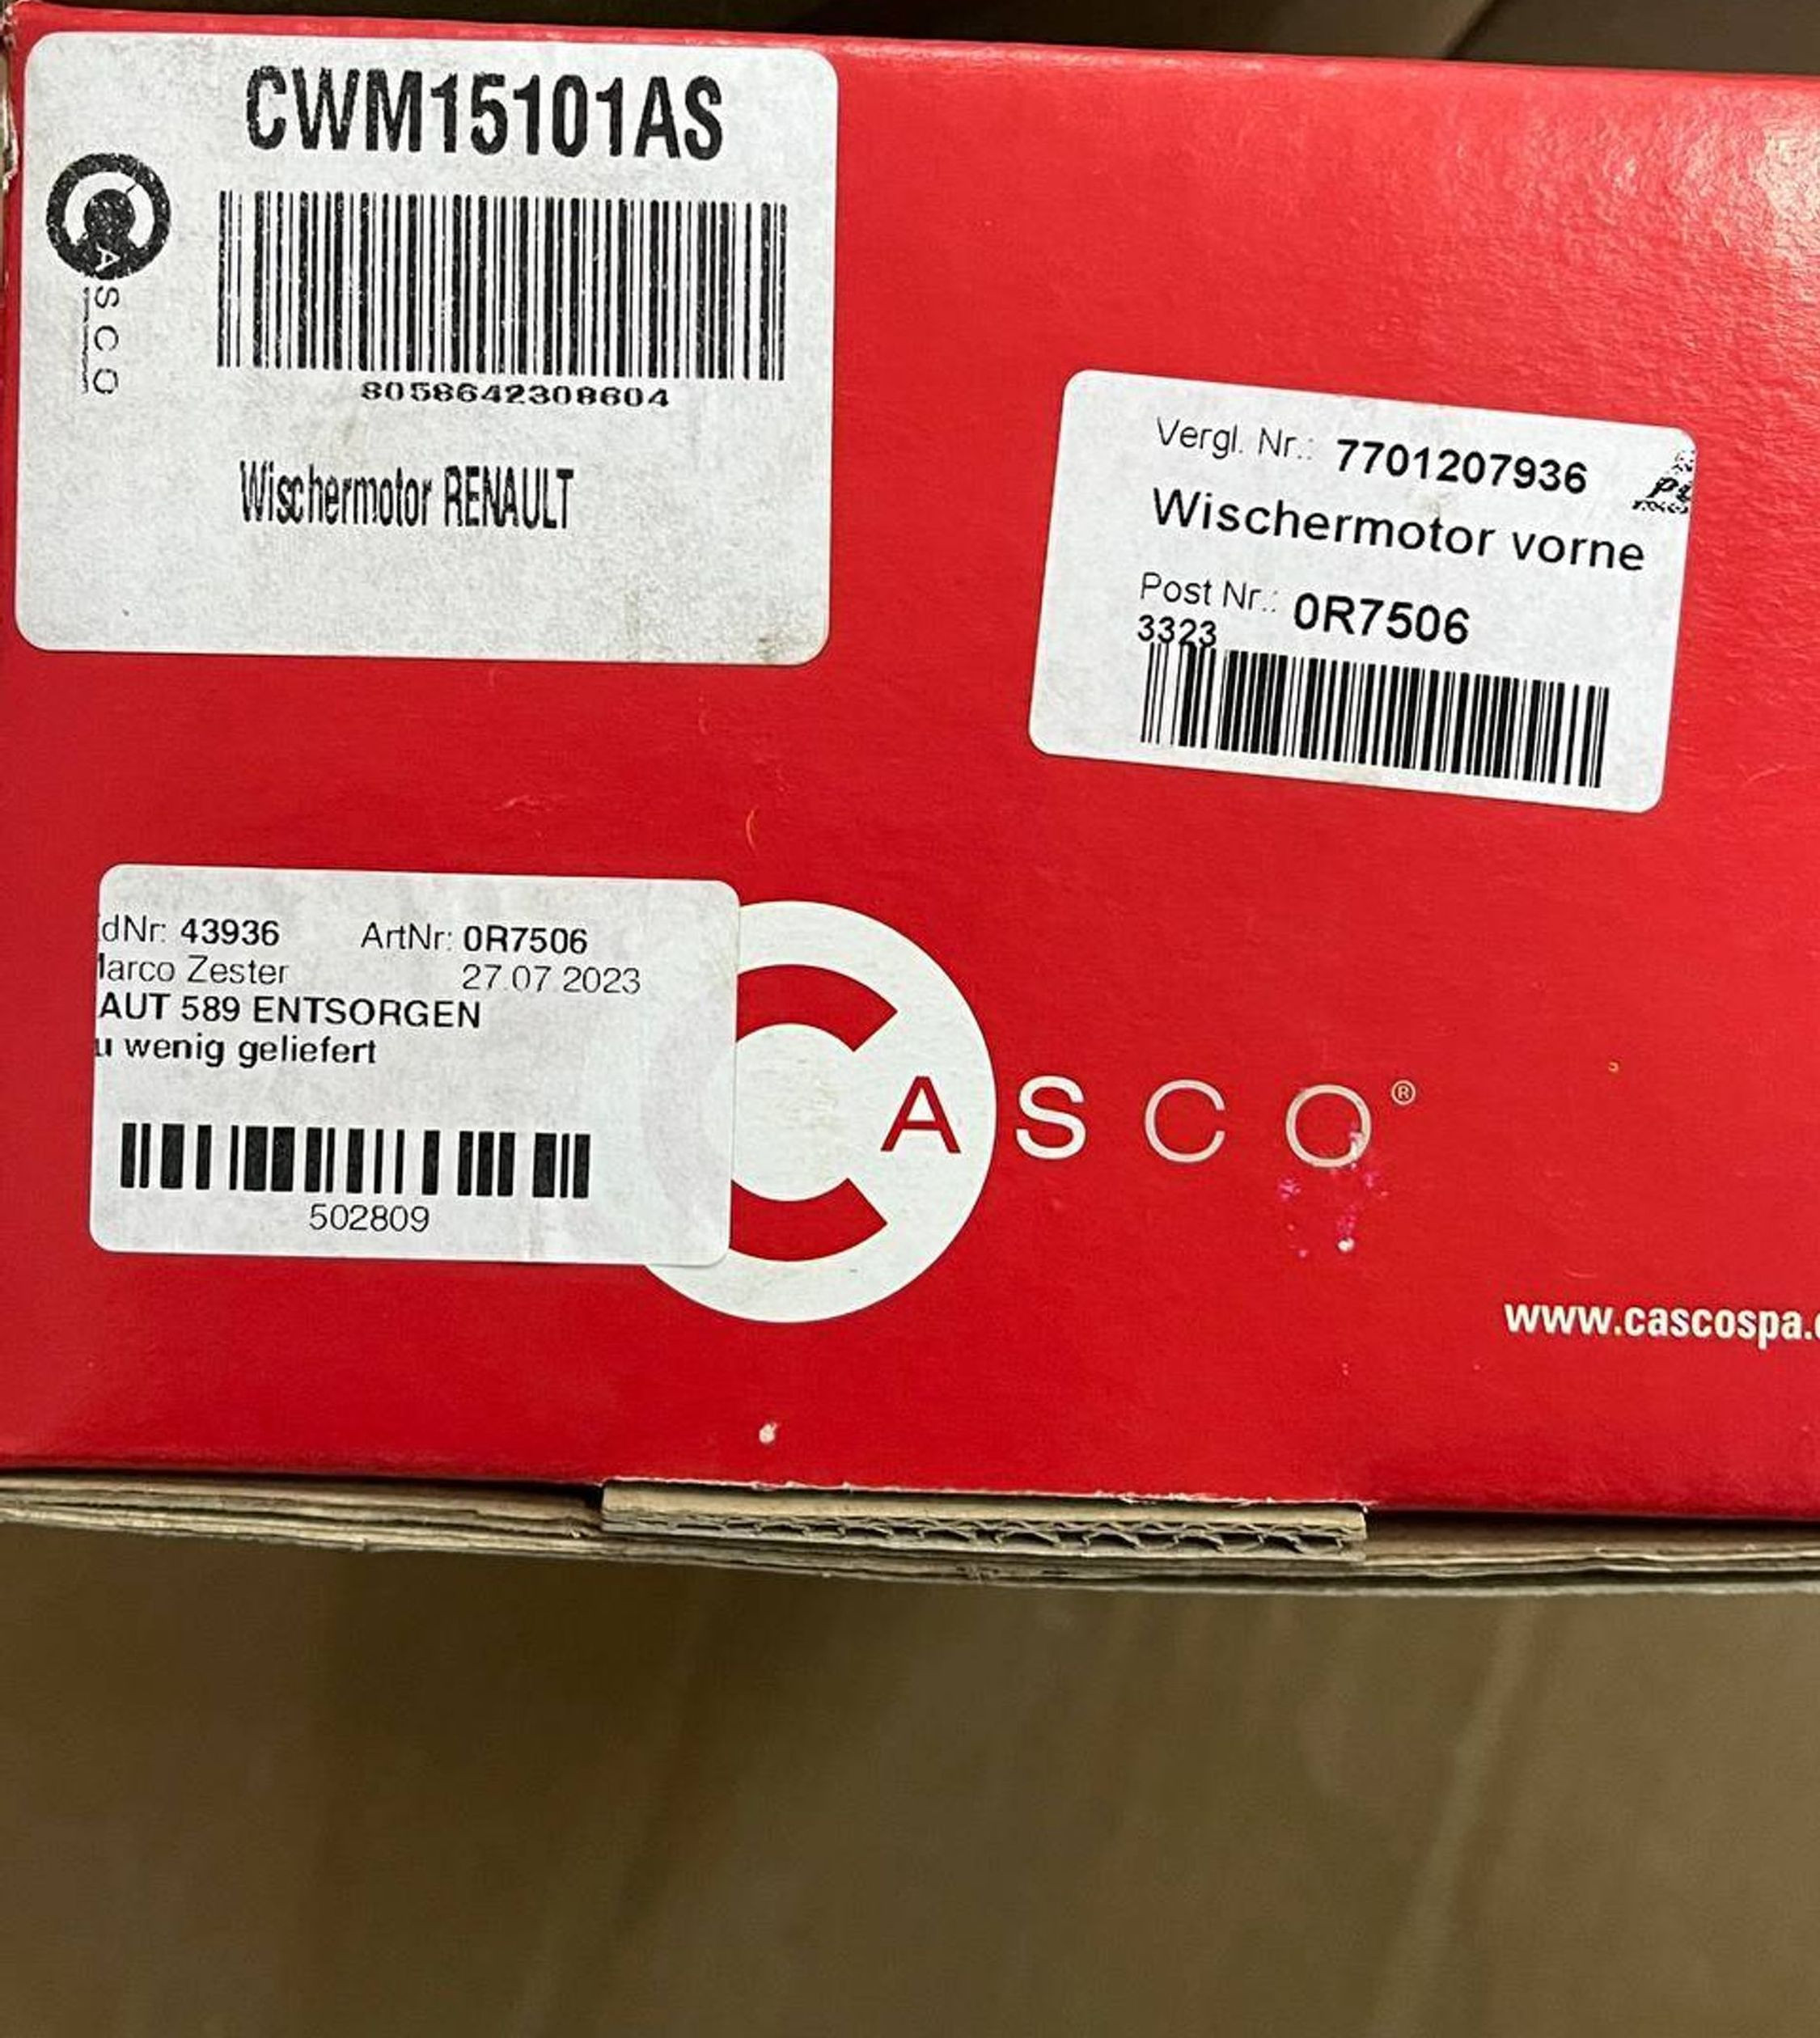 CWM15101AS
CASCO
8058642308604
Wischermotor RENAULT
Vergl. Nr.: 7701207936
Wischermotor vorne
Post Nr.: 0R7506
3323
dNr: 43936 ArtNr: 0R7506
arco Zester 27.07.2023
AUT 589 ENTSORGEN
u wenig geliefert
502809
CASCO®
www.cascospa.